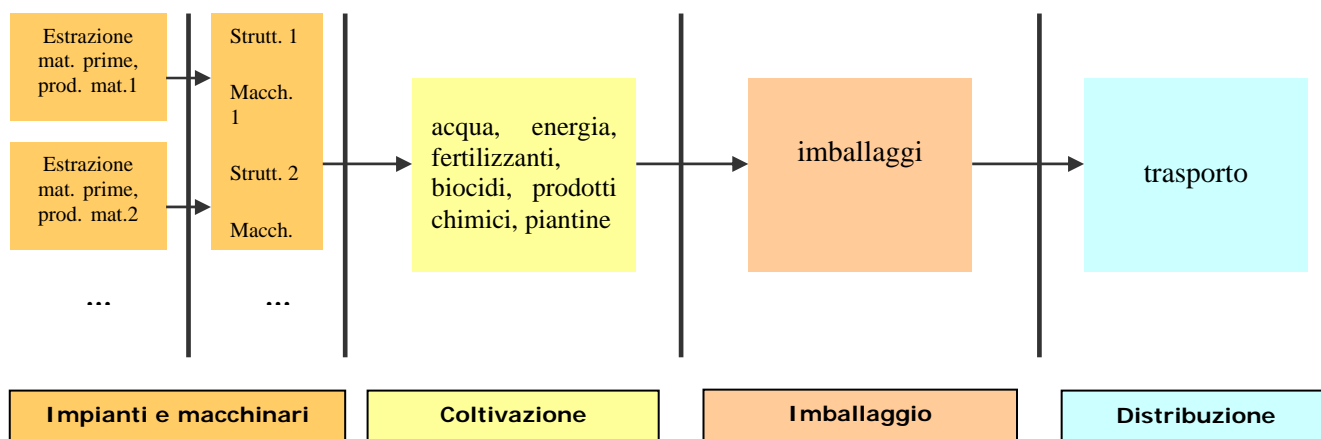 Estrazione
mat. prime,
prod. mat.1
Estrazione
mat. prime,
prod. mat.2
...
Strutt. 1
Macch.
1
Strutt. 2
Macch.
...
acqua, energia,
fertilizzanti,
biocidi, prodotti
chimici, piantine
imballaggi
trasporto
Impianti e macchinari
Coltivazione
Imballaggio
Distribuzione